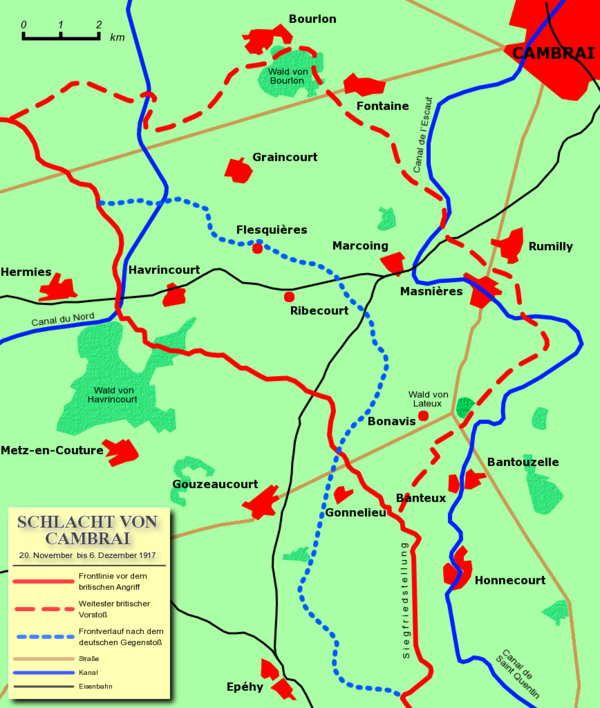 Bourlon
0 1 2 km
CAMBRAI
Wald von
Bourlon
Fontaine
Canal de l'Escaut
Graincourt
Flesquières
Marcoing
Rumilly
Hermies
Havrincourt
Masnières
Ribecourt
Canal du Nord
Wald von
Havrincourt
Wald von
Lateux
Bonavis
Metz-en-Couture
Bantouzelle
Gouzeaucourt
Banteux
Gonnelieu
SCHLACHT VON
CAMBRAI
20. November bis 6. Dezember 1917
Frontlinie vor dem
britischen Angriff
Weitester britischer
Vorstoß
Frontverlauf nach dem
deutschen Gegenstoß
Straße
Kanal
Eisenbahn
Siegfriedstellung
Honnecourt
Canal de
Saint Quentin
Epéhy